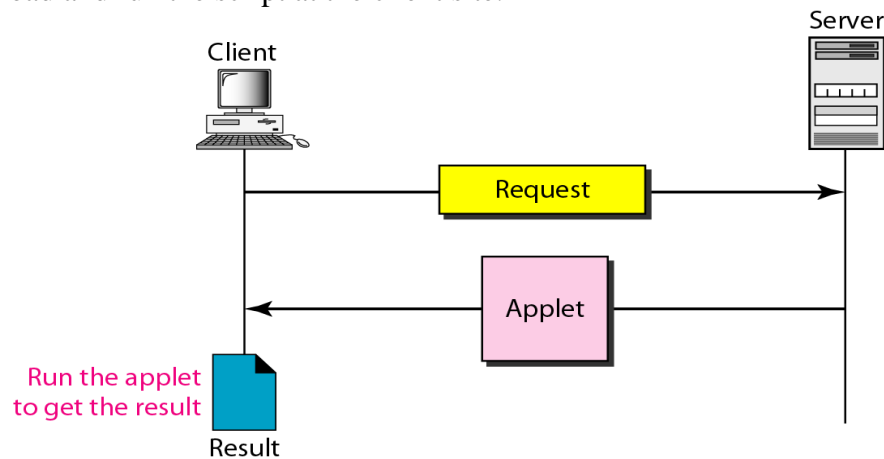 Server
Client
Request
Applet
Run the applet
to get the result
Result